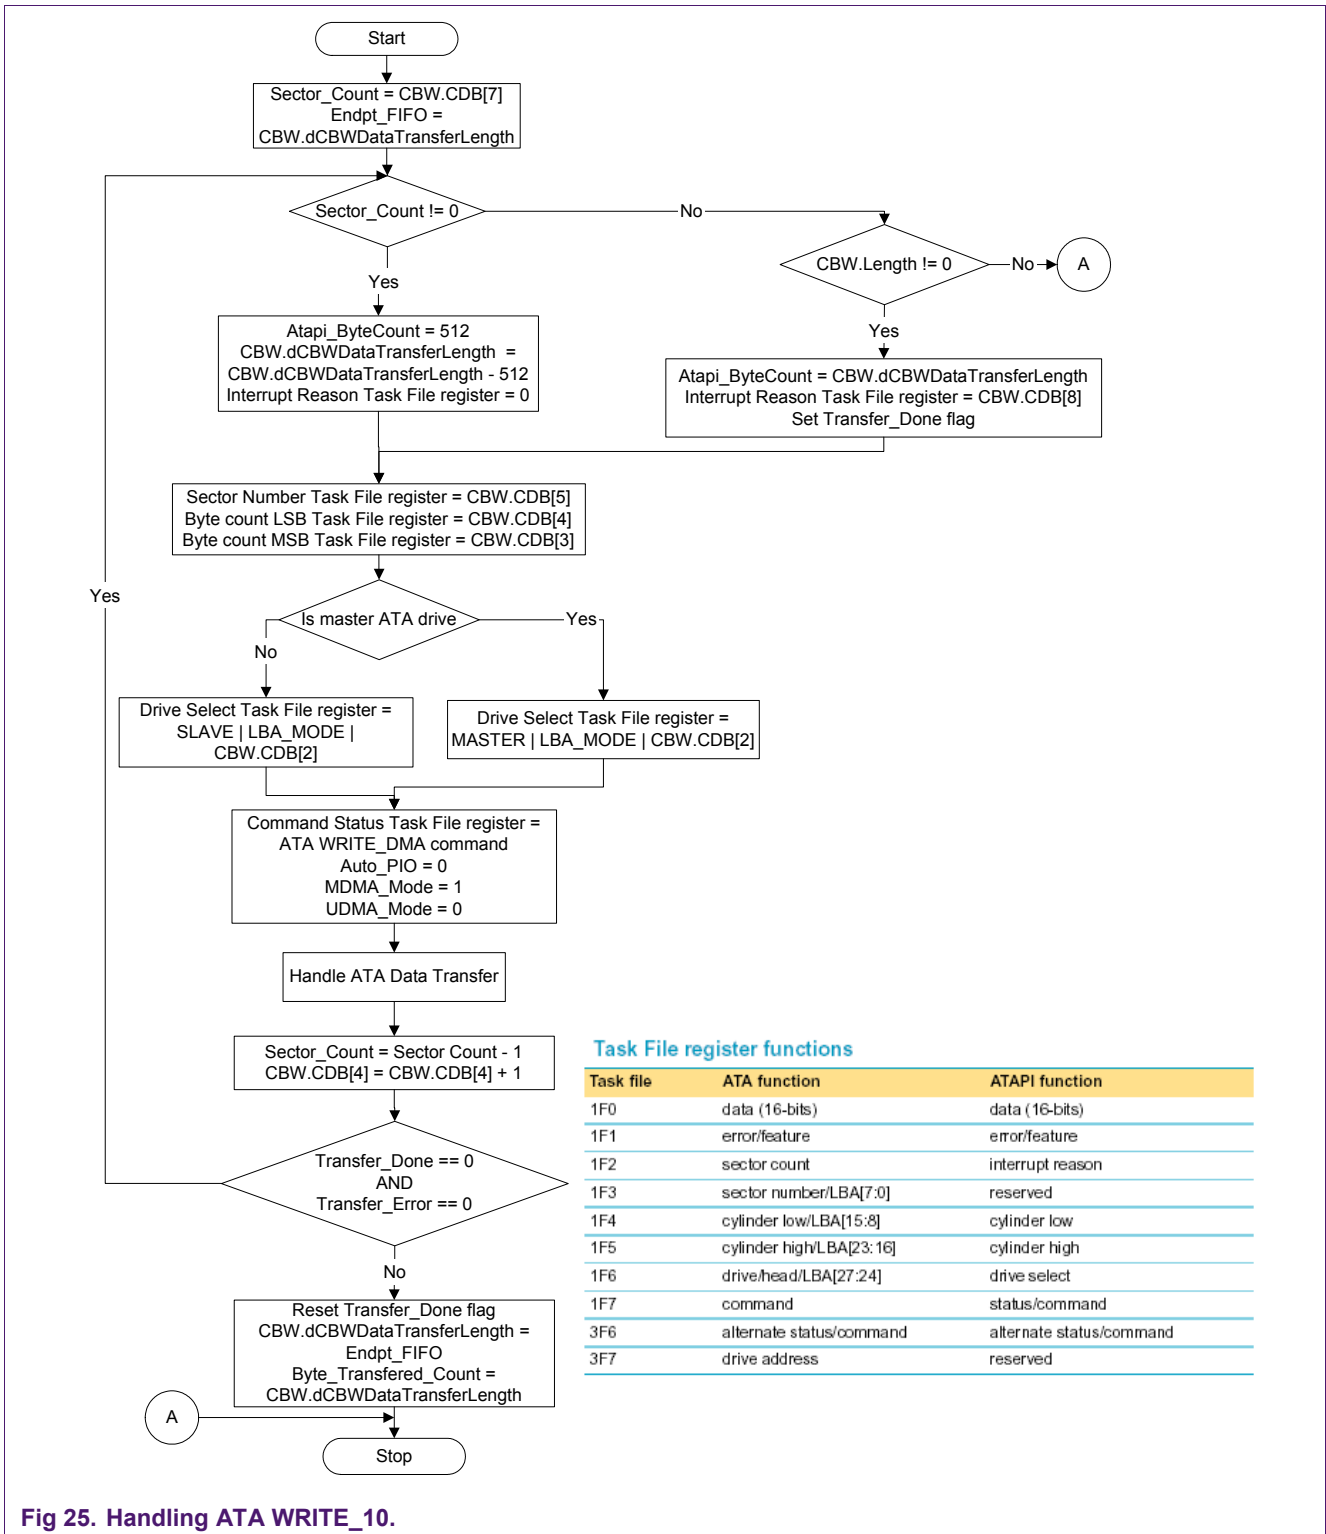 Start
Sector_Count = CBW.CDB[7]
Endpt_FIFO =
CBW.dCBWDataTransferLength
Sector_Count != 0
No
CBW.Length != 0
No
A
Yes
Yes
Atapi_ByteCount = 512
CBW.dCBWDataTransferLength =
CBW.dCBWDataTransferLength - 512
Interrupt Reason Task File register = 0
Atapi_ByteCount = CBW.dCBWDataTransferLength
Interrupt Reason Task File register = CBW.CDB[8]
Set Transfer_Done flag
Sector Number Task File register = CBW.CDB[5]
Byte count LSB Task File register = CBW.CDB[4]
Byte count MSB Task File register = CBW.CDB[3]
Yes
Is master ATA drive
Yes
No
Drive Select Task File register =
SLAVE | LBA_MODE |
CBW.CDB[2]
Drive Select Task File register =
MASTER | LBA_MODE | CBW.CDB[2]
Command Status Task File register =
ATA WRITE_DMA command
Auto_PIO = 0
MDMA_Mode = 1
UDMA_Mode = 0
Handle ATA Data Transfer
Sector_Count = Sector Count - 1
CBW.CDB[4] = CBW.CDB[4] + 1
Transfer_Done == 0
AND
Transfer_Error == 0
No
Reset Transfer_Done flag
CBW.dCBWDataTransferLength =
Endpt_FIFO
Byte_Transfered_Count =
CBW.dCBWDataTransferLength
A
Stop
Task File register functions
Task file ATA function ATAPI function
1F0 data (16-bits) data (16-bits)
1F1 error/feature error/feature
1F2 sector count interrupt reason
1F3 sector number/LBA[7:0] reserved
1F4 cylinder low/LBA[15:8] cylinder low
1F5 cylinder high/LBA[23:16] cylinder high
1F6 drive/head/LBA[27:24] drive select
1F7 command status/command
3F6 alternate status/command alternate status/command
3F7 drive address reserved
Fig 25. Handling ATA WRITE_10.